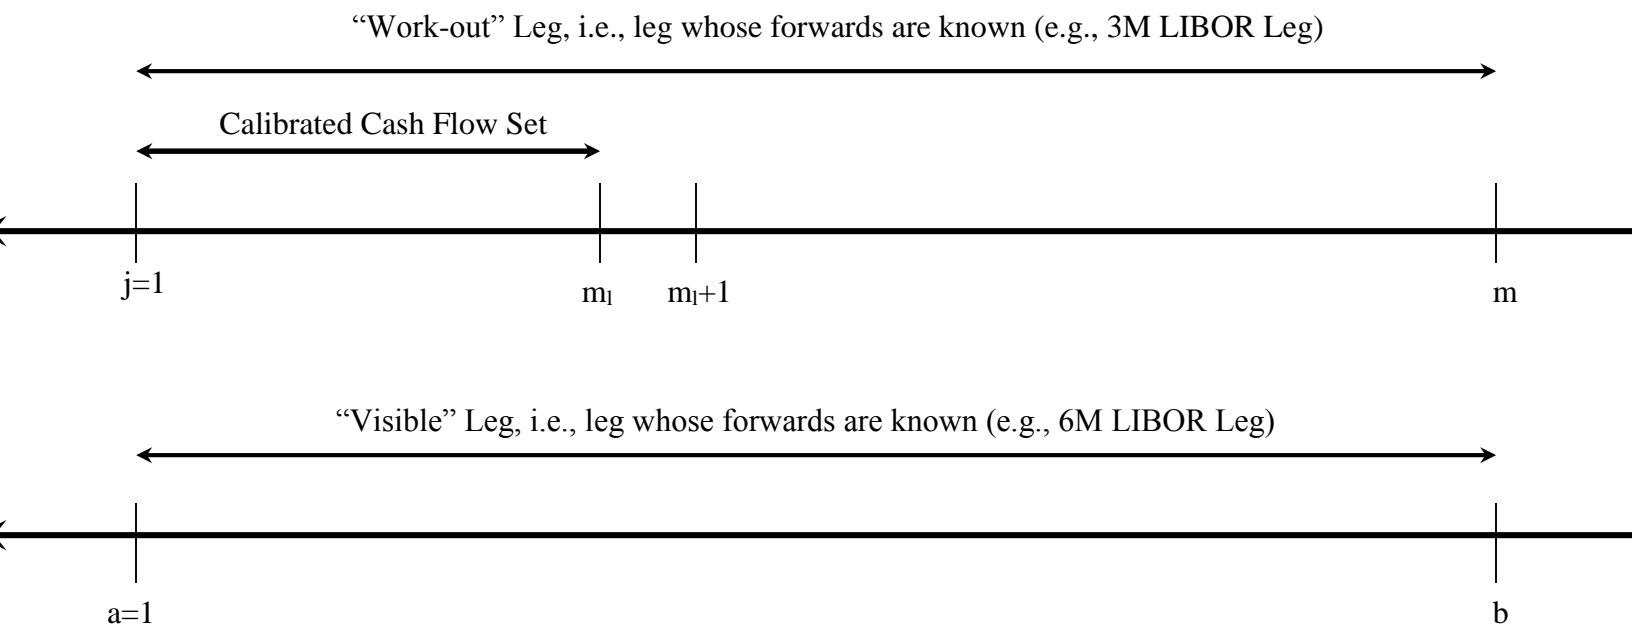 “Work-out” Leg, i.e., leg whose forwards are known (e.g., 3M LIBOR Leg)
Calibrated Cash Flow Set
j=1 mₗ mₗ+1 m
“Visible” Leg, i.e., leg whose forwards are known (e.g., 6M LIBOR Leg)
a=1 b